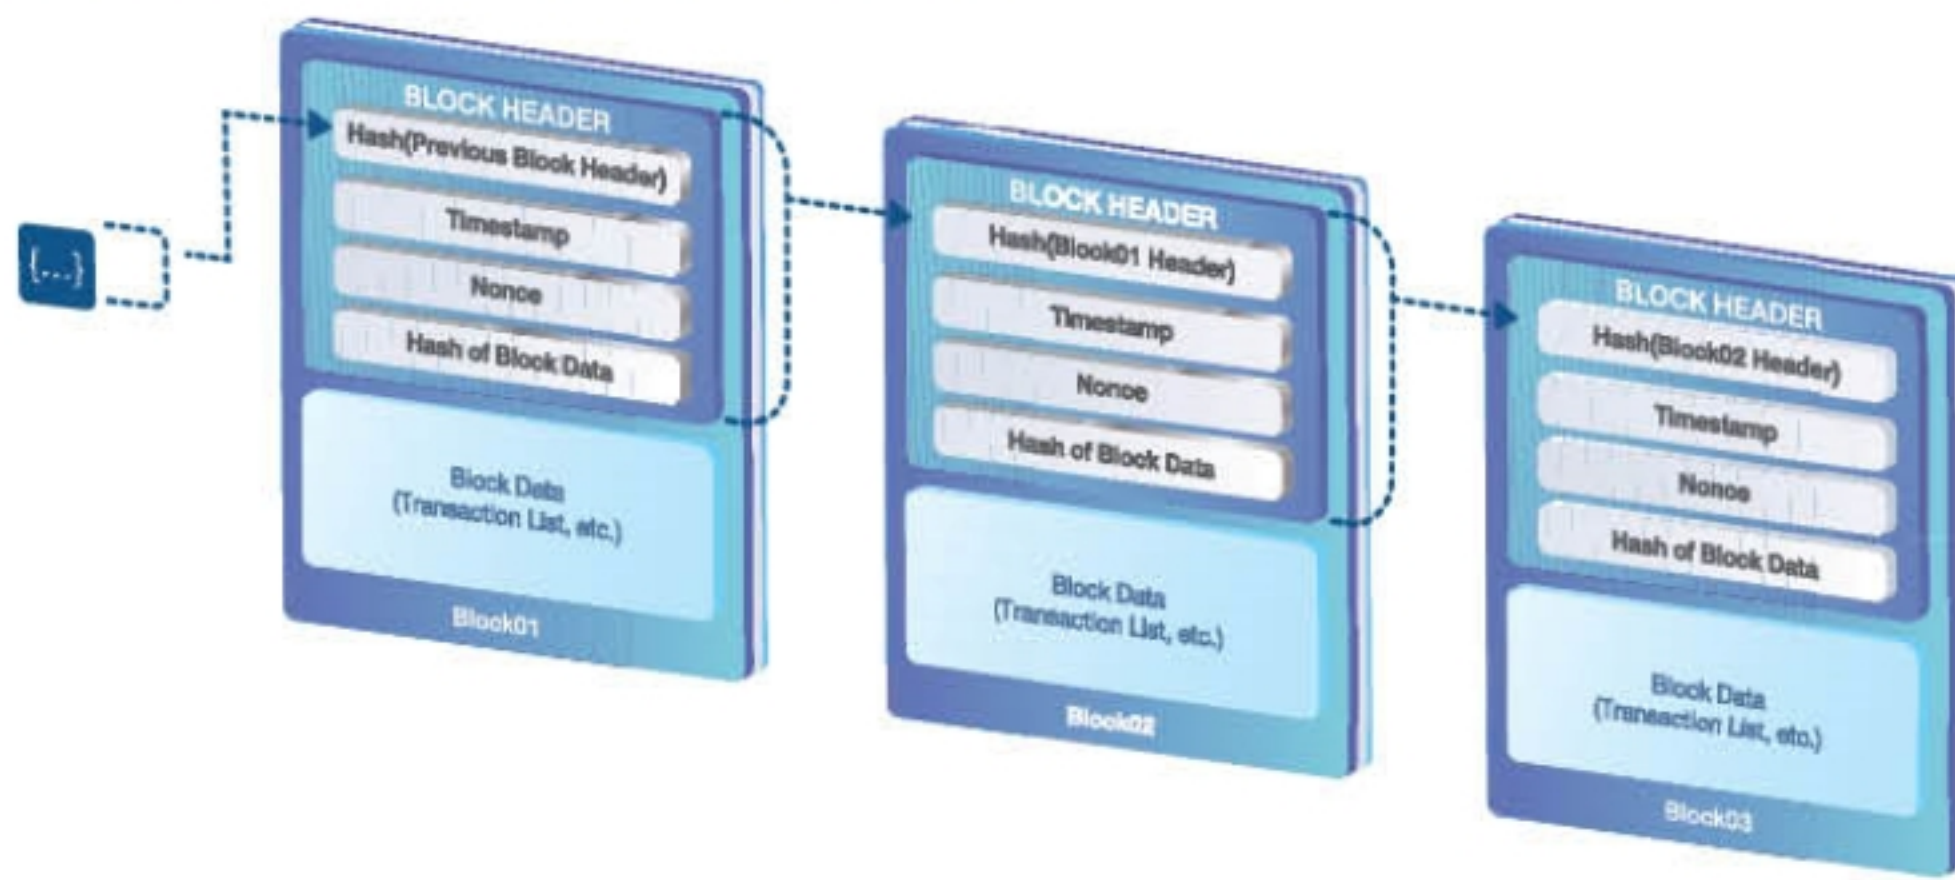 {...}
BLOCK HEADER
Hash(Previous Block Header)
Timestamp
Nonce
Hash of Block Data
Block Data
(Transaction List, etc.)
Block01
BLOCK HEADER
Hash(Block01 Header)
Timestamp
Nonce
Hash of Block Data
Block Data
(Transaction List, etc.)
Block02
BLOCK HEADER
Hash(Block02 Header)
Timestamp
Nonce
Hash of Block Data
Block Data
(Transaction List, etc.)
Block03